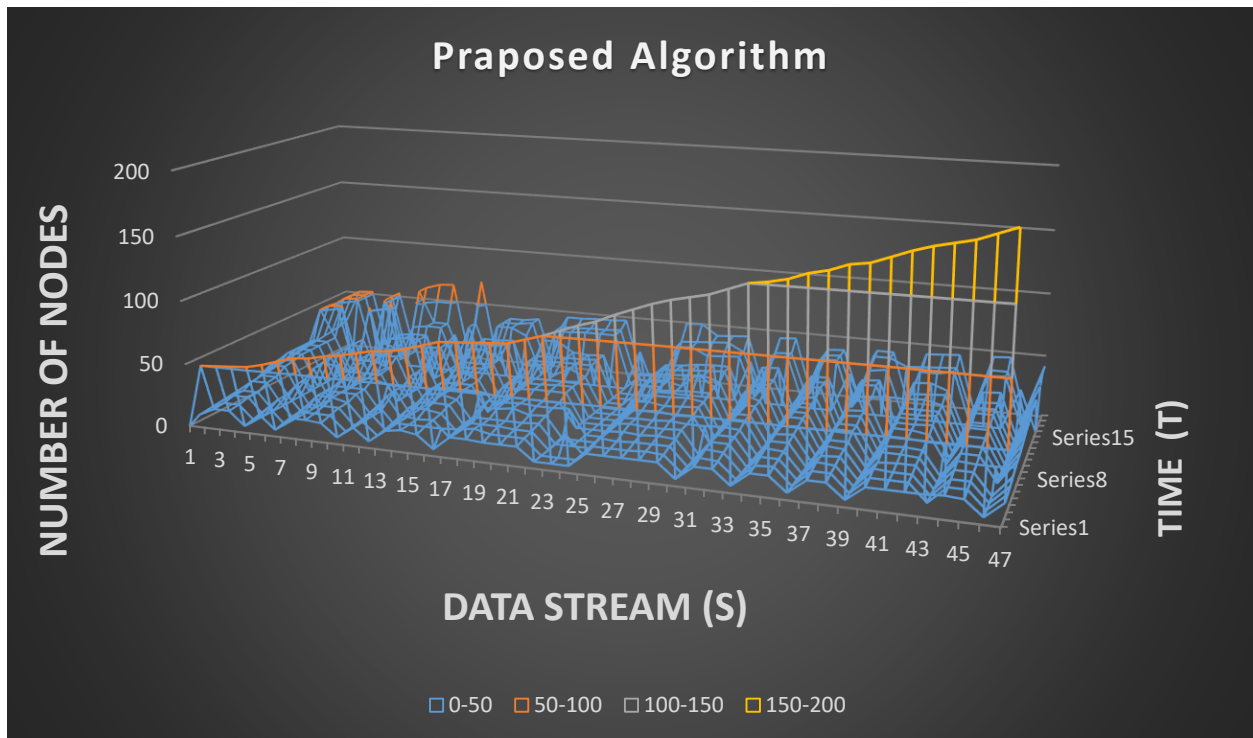 Praposed Algorithm
200
150
100
50
0
NUMBER OF NODES
1 3 5 7 9 11 13 15 17 19 21 23 25 27 29 31 33 35 37 39 41 43 45 47
DATA STREAM (S)
Series15
Series8
Series1
TIME (T)
0-50 50-100 100-150 150-200